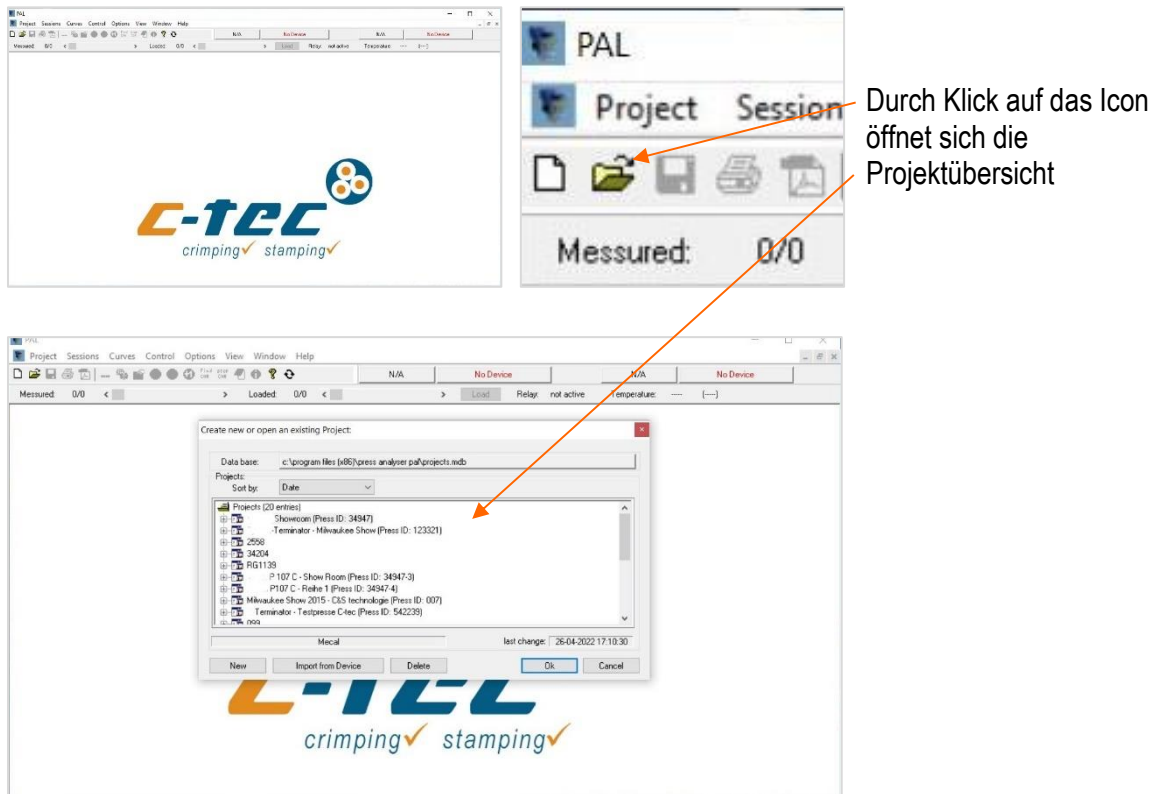 PAL
Project Sessions Curves Control Options View Window Help
N/A No Device N/A No Device
Messured: 0/0 < > Loaded: 0/0 < > Load Relay: not active Temperature: --- (---)
c-tec
crimping✓ stamping✓
PAL
Project Session
Messured: 0/0
Durch Klick auf das Icon
öffnet sich die
Projektübersicht
PAL
Project Sessions Curves Control Options View Window Help
N/A No Device N/A No Device
Messured: 0/0 < > Loaded: 0/0 < > Load Relay: not active Temperature: ---- (----)
Create new or open an existing Project:
Data base: c:\program files (x86)\press analyser pal\projects.mdb
Projects:
Sort by: Date
Projects (20 entries)
Showroom (Press ID: 34947)
-Terminator - Milwaukee Show (Press ID: 123321)
2558
34204
RG1139
P 107 C - Show Room (Press ID: 34947-3)
P107 C - Reihe 1 (Press ID: 34947-4)
Milwaukee Show 2015 - C&S technologie (Press ID: 007)
Terminator - Testpresse C-tec (Press ID: 542239)
099
Mecal last change: 26-04-2022 17:10:30
New Import from Device Delete Ok Cancel
c-tec
crimping✓ stamping✓